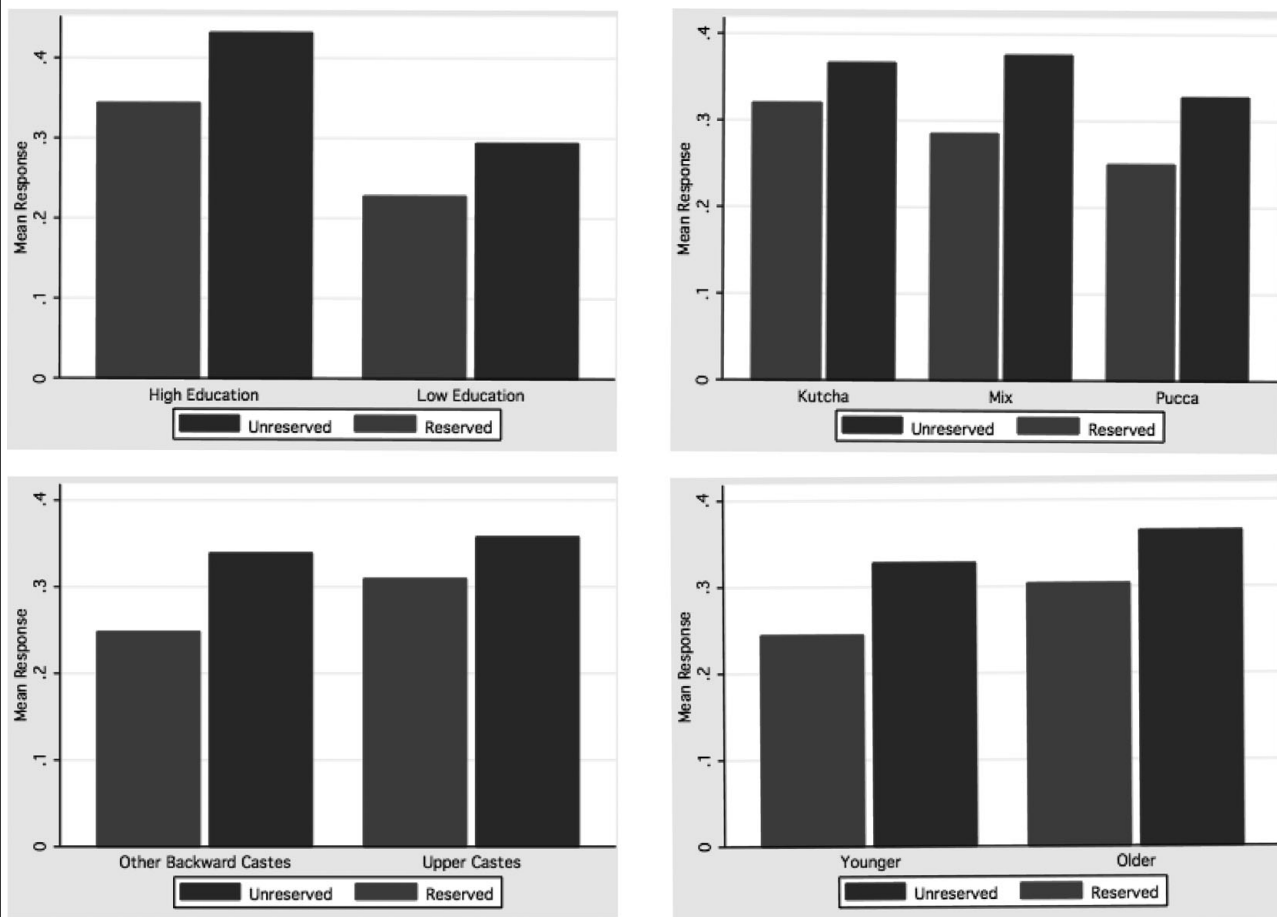 Mean Response
.4
.3
.2
.1
0
High Education Low Education
Unreserved Reserved
Mean Response
.4
.3
.2
.1
0
Kutcha Mix Pucca
Unreserved Reserved
Mean Response
.4
.3
.2
.1
0
Other Backward Castes Upper Castes
Unreserved Reserved
Mean Response
.4
.3
.2
.1
0
Younger Older
Unreserved Reserved